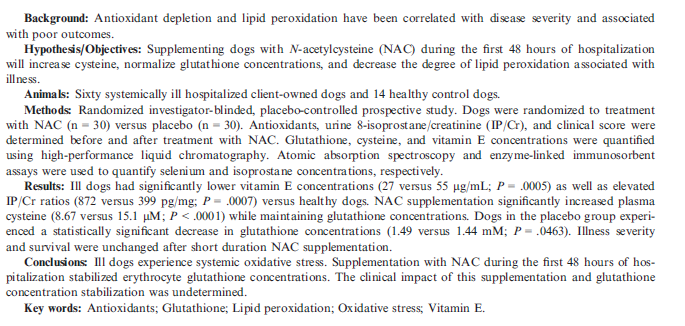 Background: Antioxidant depletion and lipid peroxidation have been correlated with disease severity and associated
with poor outcomes.
Hypothesis/Objectives: Supplementing dogs with N-acetylcysteine (NAC) during the first 48 hours of hospitalization
will increase cysteine, normalize glutathione concentrations, and decrease the degree of lipid peroxidation associated with
illness.
Animals: Sixty systemically ill hospitalized client-owned dogs and 14 healthy control dogs.
Methods: Randomized investigator-blinded, placebo-controlled prospective study. Dogs were randomized to treatment
with NAC (n = 30) versus placebo (n = 30). Antioxidants, urine 8-isoprostane/creatinine (IP/Cr), and clinical score were
determined before and after treatment with NAC. Glutathione, cysteine, and vitamin E concentrations were quantified
using high-performance liquid chromatography. Atomic absorption spectroscopy and enzyme-linked immunosorbent
assays were used to quantify selenium and isoprostane concentrations, respectively.
Results: Ill dogs had significantly lower vitamin E concentrations (27 versus 55 μg/mL; P = .0005) as well as elevated
IP/Cr ratios (872 versus 399 pg/mg; P = .0007) versus healthy dogs. NAC supplementation significantly increased plasma
cysteine (8.67 versus 15.1 μM; P < .0001) while maintaining glutathione concentrations. Dogs in the placebo group experi-
enced a statistically significant decrease in glutathione concentrations (1.49 versus 1.44 mM; P = .0463). Illness severity
and survival were unchanged after short duration NAC supplementation.
Conclusions: Ill dogs experience systemic oxidative stress. Supplementation with NAC during the first 48 hours of hos-
pitalization stabilized erythrocyte glutathione concentrations. The clinical impact of this supplementation and glutathione
concentration stabilization was undetermined.
Key words: Antioxidants; Glutathione; Lipid peroxidation; Oxidative stress; Vitamin E.